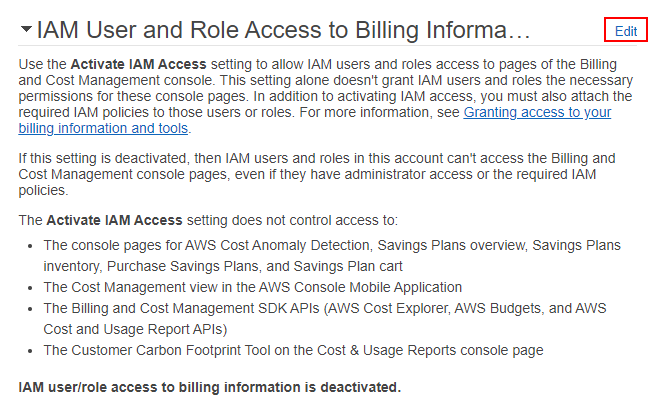 IAM User and Role Access to Billing Informa… Edit
Use the Activate IAM Access setting to allow IAM users and roles access to pages of the Billing
and Cost Management console. This setting alone doesn't grant IAM users and roles the necessary
permissions for these console pages. In addition to activating IAM access, you must also attach the
required IAM policies to those users or roles. For more information, see Granting access to your
billing information and tools.
If this setting is deactivated, then IAM users and roles in this account can't access the Billing and
Cost Management console pages, even if they have administrator access or the required IAM
policies.
The Activate IAM Access setting does not control access to:
• The console pages for AWS Cost Anomaly Detection, Savings Plans overview, Savings Plans
inventory, Purchase Savings Plans, and Savings Plan cart
• The Cost Management view in the AWS Console Mobile Application
• The Billing and Cost Management SDK APIs (AWS Cost Explorer, AWS Budgets, and AWS
Cost and Usage Report APIs)
• The Customer Carbon Footprint Tool on the Cost & Usage Reports console page
IAM user/role access to billing information is deactivated.